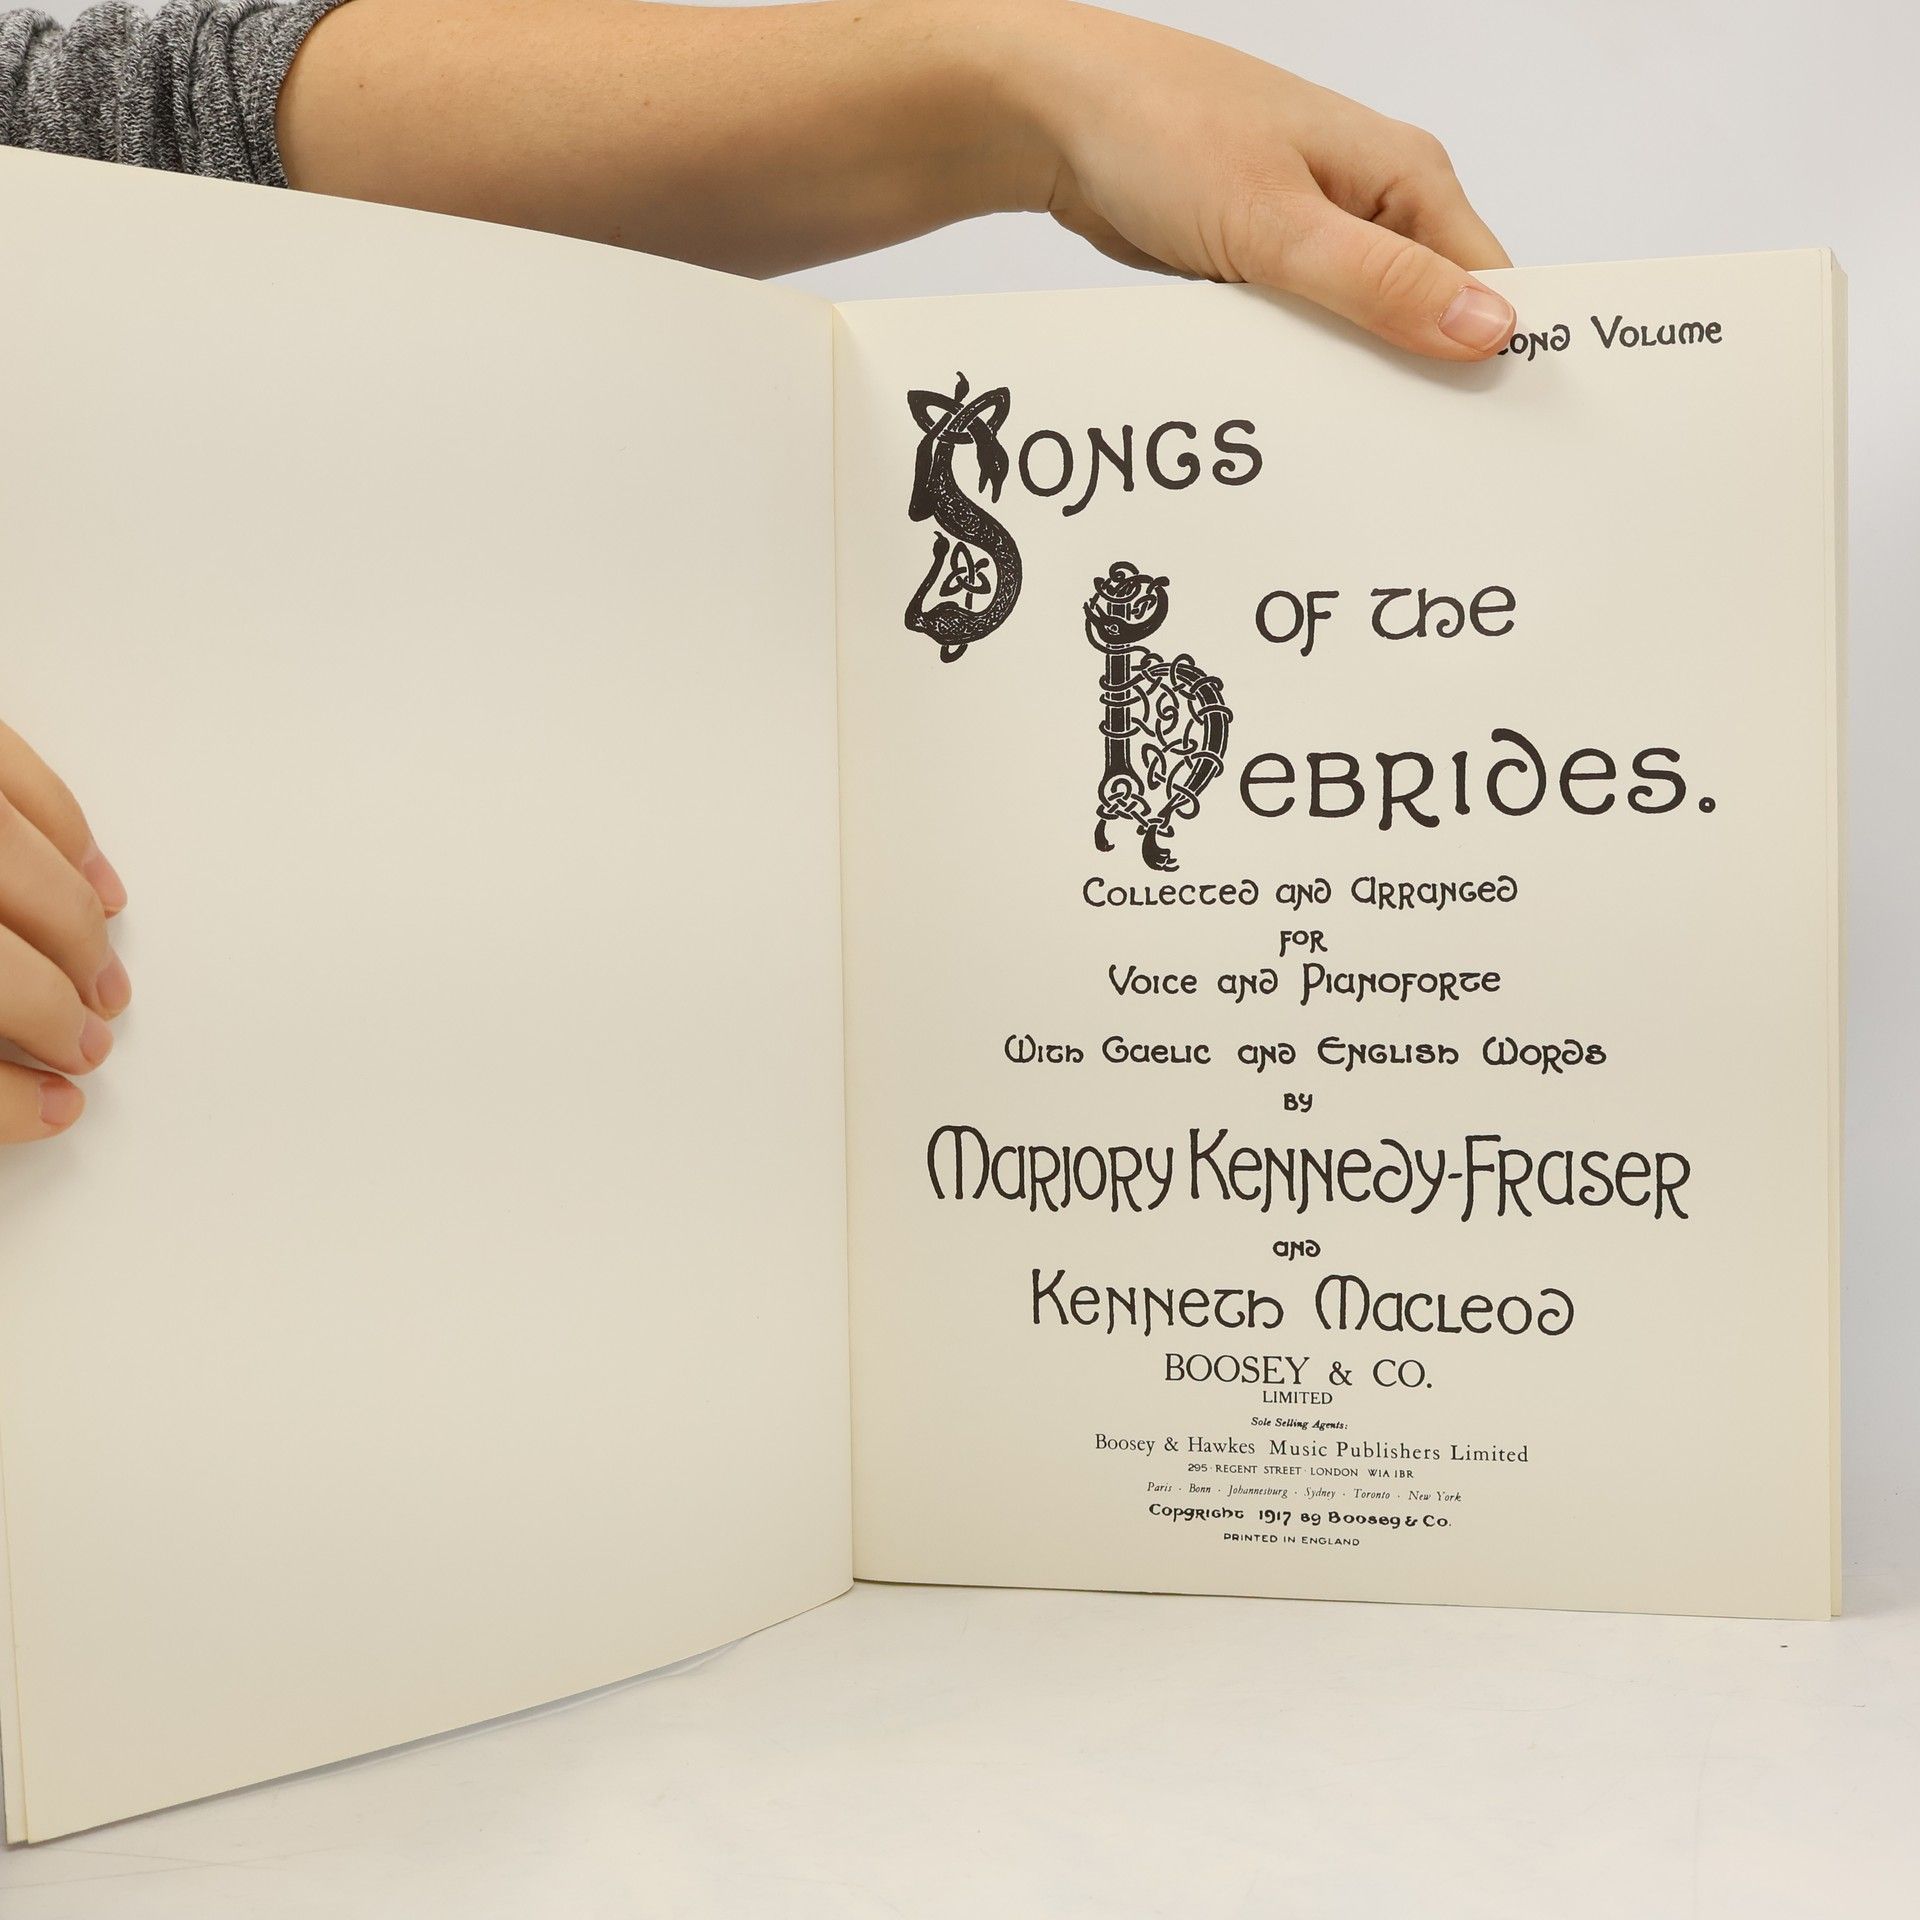 Volume
Songs
of the
Hebrides.
Collected and Arranged
for
Voice and Pianoforte
With Gaelic and English Words
by
Marjory Kennedy-Fraser
and
Kenneth Macleod
BOOSEY & CO.
LIMITED
Sole Selling Agents:
Boosey & Hawkes Music Publishers Limited
295 · REGENT STREET · LONDON W1A 1BR
Paris · Bonn · Johannesburg · Sydney · Toronto · New York
Copyright 1917 by Boosey & Co.
PRINTED IN ENGLAND